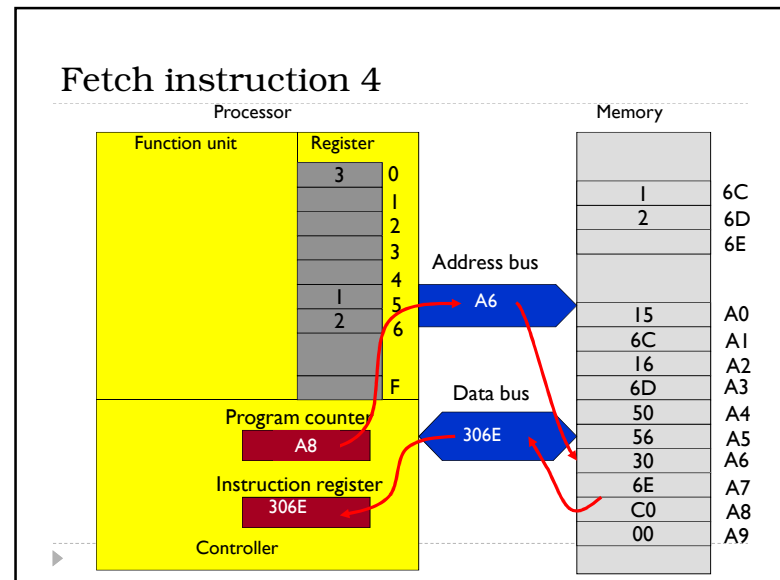 Fetch instruction 4
Processor
Memory
Function unit
Register
3 0
1
2
3
4
1 5
2 6
F
Program counter
A8
Instruction register
306E
Controller
Address bus
A6
Data bus
306E
1 6C
2 6D
6E
15 A0
6C A1
16 A2
6D A3
50 A4
56 A5
30 A6
6E A7
C0 A8
00 A9